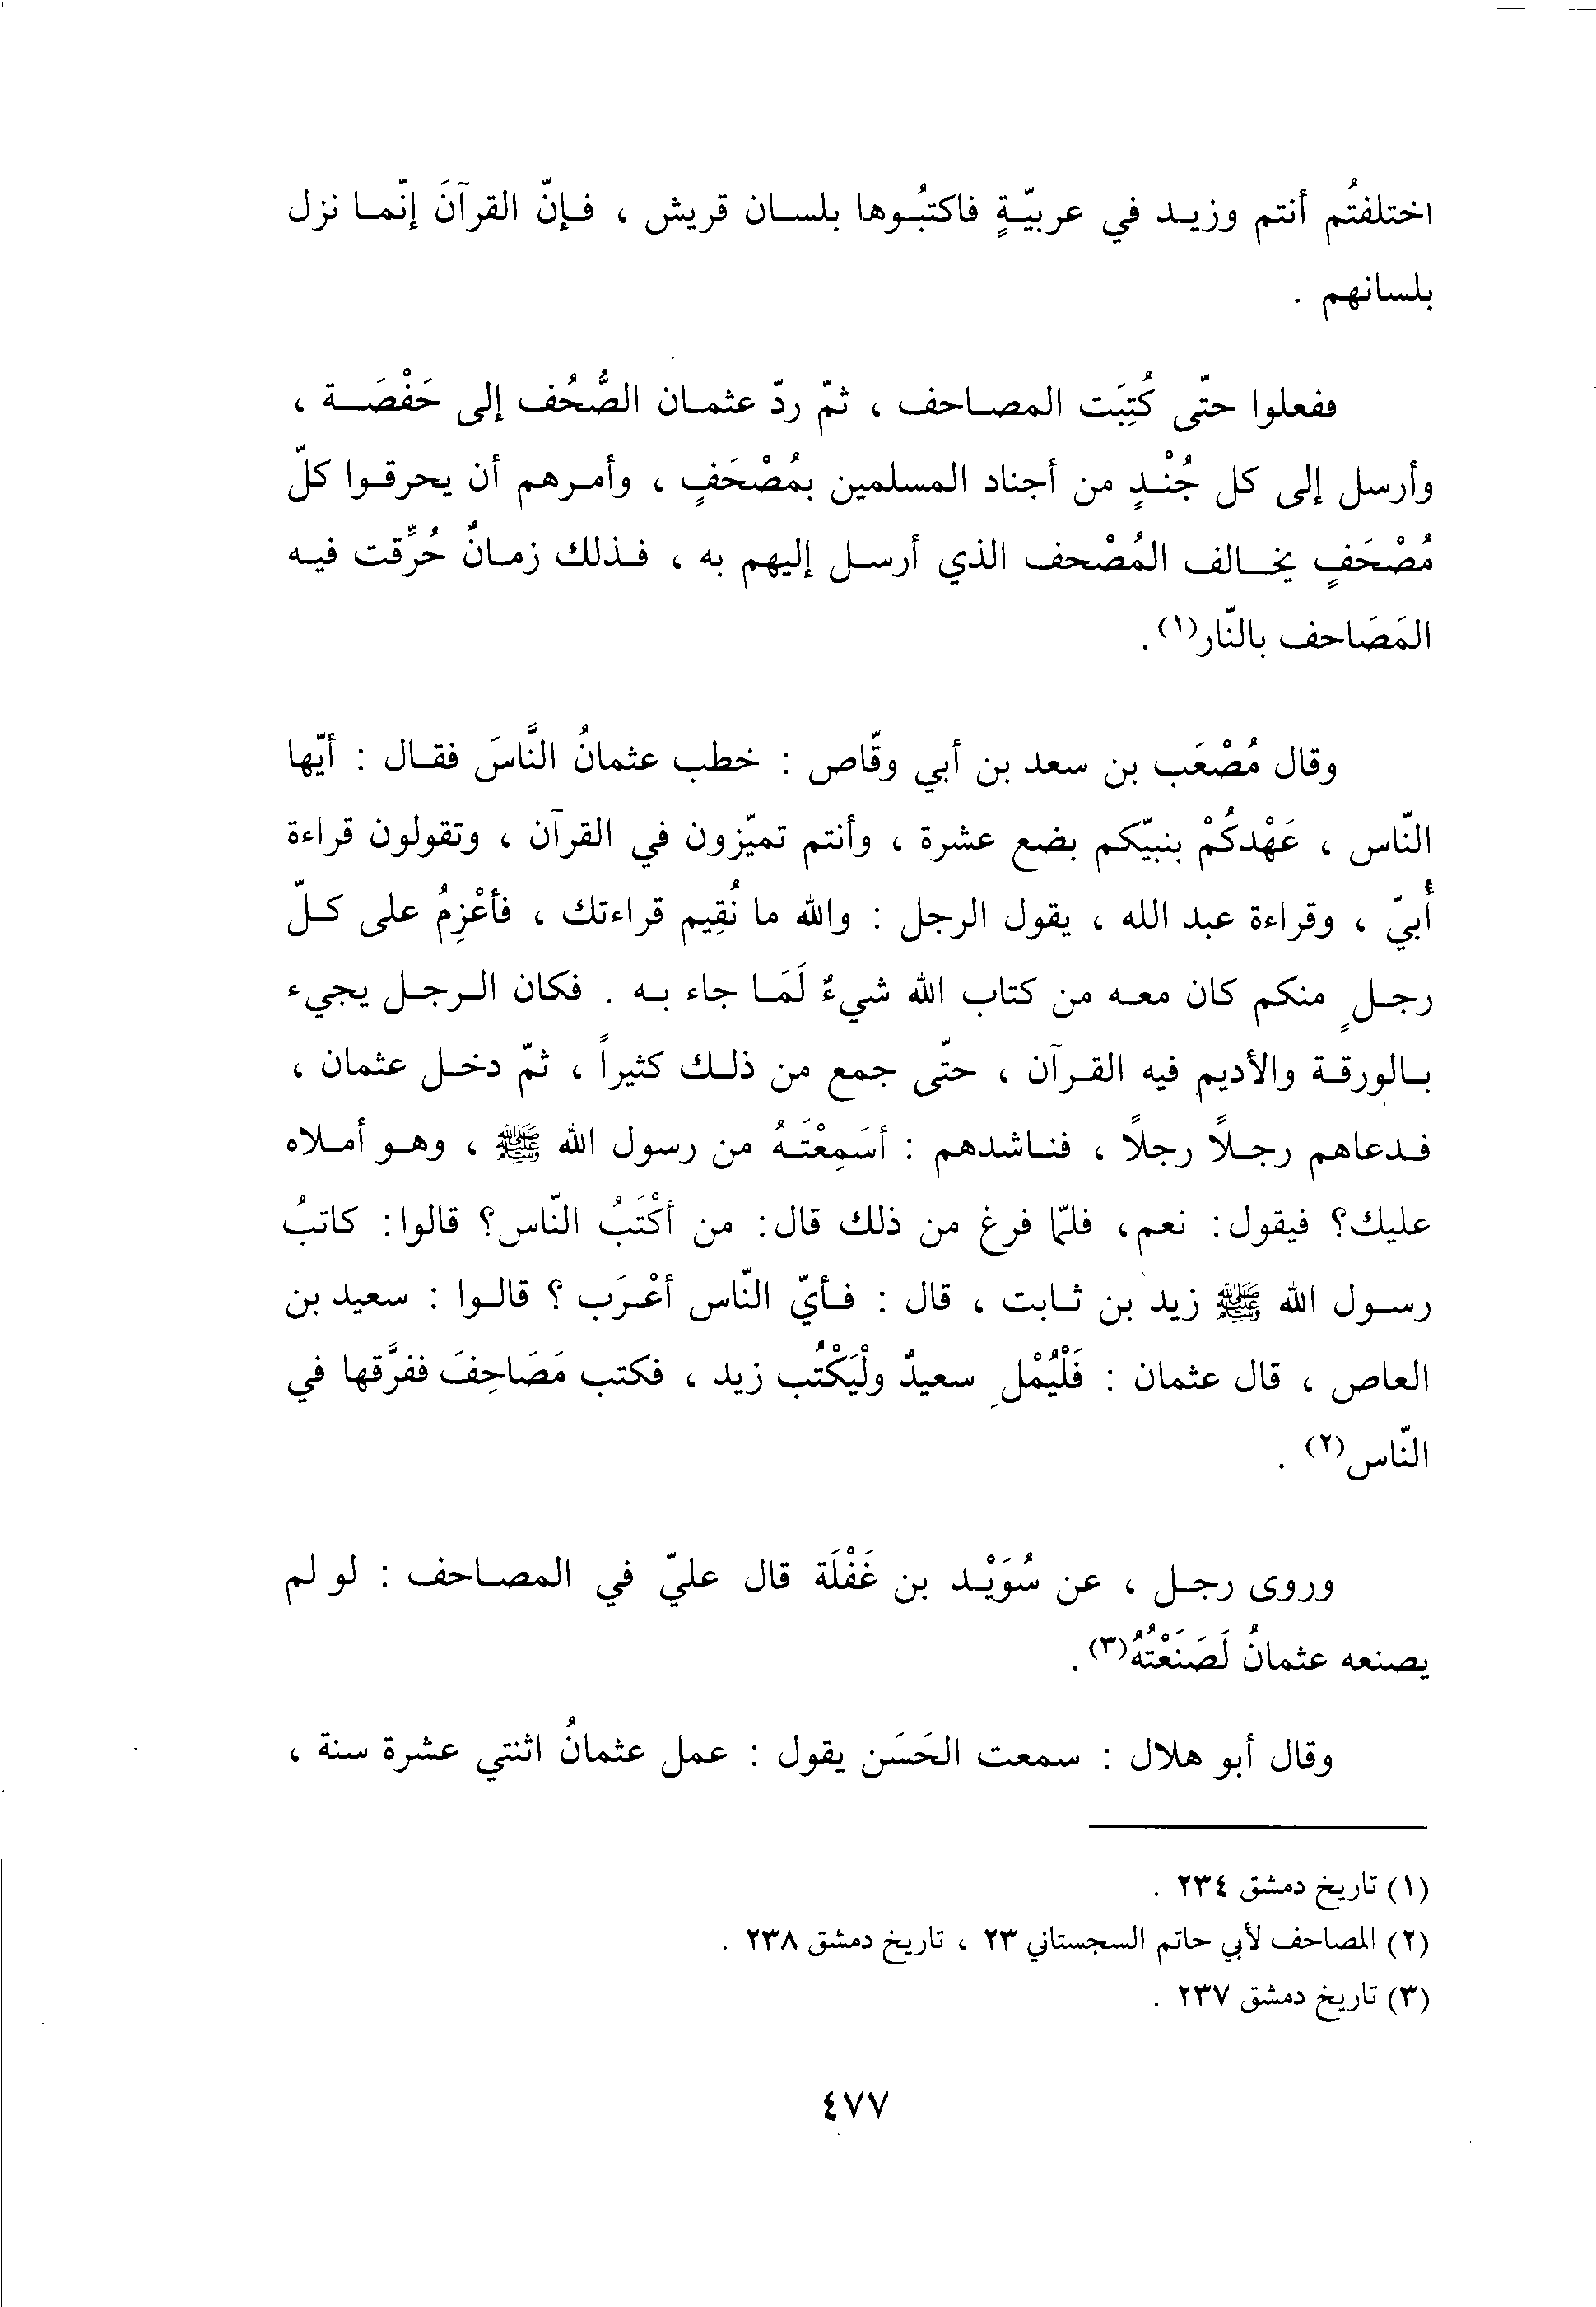 اختلفتُم أنتم وزيد في عربيّةٍ فاكتبُوها بلسان قريش ، فإنّ القرآنَ إنّما نزل
بلسانهم .
ففعلوا حتّى كُتِبَت المصاحف ، ثمّ ردّ عثمان الصُّحُف إلى حَفْصَة ،
وأرسل إلى كل جُنْدٍ من أجناد المسلمين بمُصْحَفٍ ، وأمرهم أن يحرقوا كلّ
مُصْحَفٍ يخالف المُصْحف الذي أرسل إليهم به ، فذلك زمانٌ حُرِّقت فيه
المَصَاحف بالنّار(١).
وقال مُصْعَب بن سعد بن أبي وقّاص : خطب عثمانُ النَّاسَ فقال : أيّها
النّاس ، عَهْدكُمْ بنبيّكم بضع عشرة ، وأنتم تميّزون في القرآن ، وتقولون قراءة
أُبيّ ، وقراءة عبد الله ، يقول الرجل : والله ما نُقِيم قراءتك ، فأعْزِمُ على كلّ
رجلٍ منكم كان معه من كتاب الله شيءٌ لَمَا جاء به . فكان الرجل يجيء
بالورقة والأديم فيه القرآن ، حتّى جمع من ذلك كثيراً ، ثمّ دخل عثمان ،
فدعاهم رجلاً رجلاً ، فناشدهم : أسَمِعْتَهُ من رسول الله ﷺ ، وهو أملاه
عليك؟ فيقول: نعم، فلمّا فرغ من ذلك قال: من أكْتَبُ النّاس؟ قالوا: كاتبُ
رسول الله ﷺ زيد بن ثابت ، قال : فأيّ النّاس أعْرَب ؟ قالوا : سعيد بن
العاص ، قال عثمان : فَلْيُمْلِ سعيدٌ ولْيَكْتُب زيد ، فكتب مَصَاحِفَ ففرَّقها في
النّاس(٢) .
وروى رجل ، عن سُوَيْد بن غَفْلَة قال عليّ في المصاحف : لو لم
يصنعه عثمانُ لَصَنَعْتُهُ(٣).
وقال أبو هلال : سمعت الحَسَن يقول : عمل عثمانُ اثنتي عشرة سنة ،
(١) تاريخ دمشق ٢٣٤ .
(٢) المصاحف لأبي حاتم السجستاني ٢٣ ، تاريخ دمشق ٢٣٨ .
(٣) تاريخ دمشق ٢٣٧ .
٤٧٧